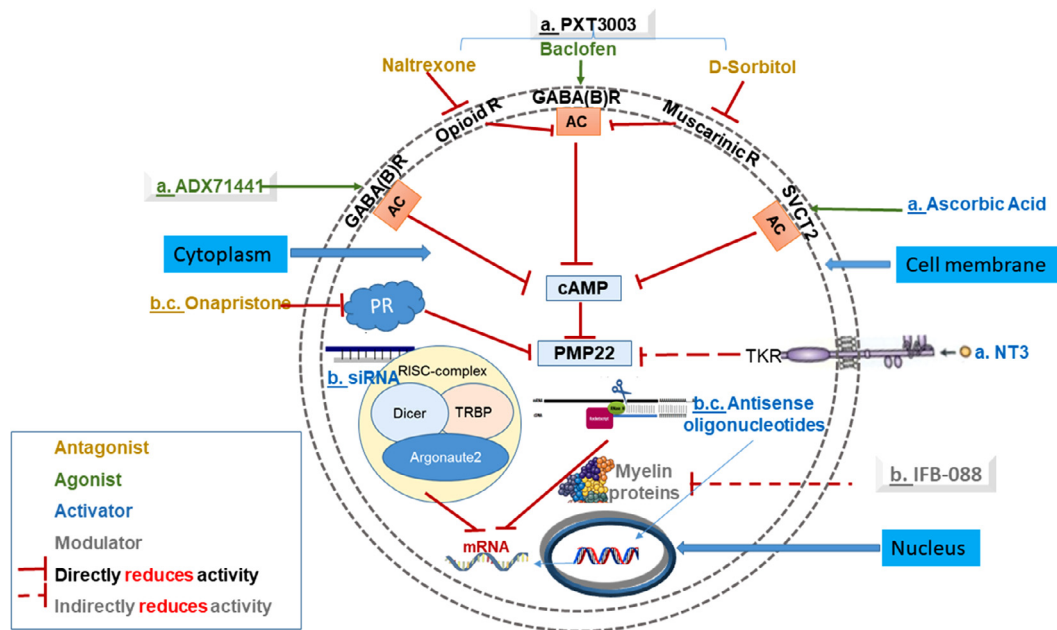 a. PXT3003
Baclofen
Naltrexone
D-Sorbitol
GABA(B)R
Opioid R
Muscarinic R
AC
a. ADX71441
GABA(B)R
AC
SVCT2
AC
a. Ascorbic Acid
Cytoplasm
Cell membrane
cAMP
b.c. Onapristone
PR
PMP22
TKR
a. NT3
b. siRNA
RISC-complex
Dicer
TRBP
Argonaute2
b.c. Antisense
oligonucleotides
Myelin
proteins
b. IFB-088
mRNA
Nucleus
Antagonist
Agonist
Activator
Modulator
Directly reduces activity
Indirectly reduces activity